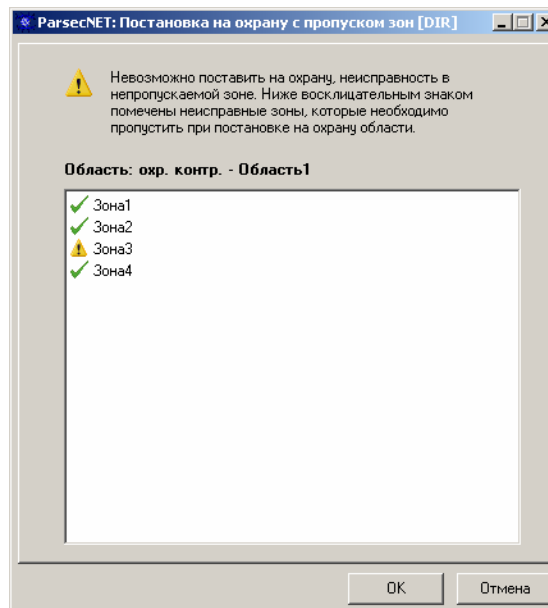 ParsecNET: Постановка на охрану с пропуском зон [DIR]
Невозможно поставить на охрану, неисправность в
непропускаемой зоне. Ниже восклицательным знаком
помечены неисправные зоны, которые необходимо
пропустить при постановке на охрану области.
Область: охр. контр. - Область1
Зона1
Зона2
Зона3
Зона4
OK
Отмена